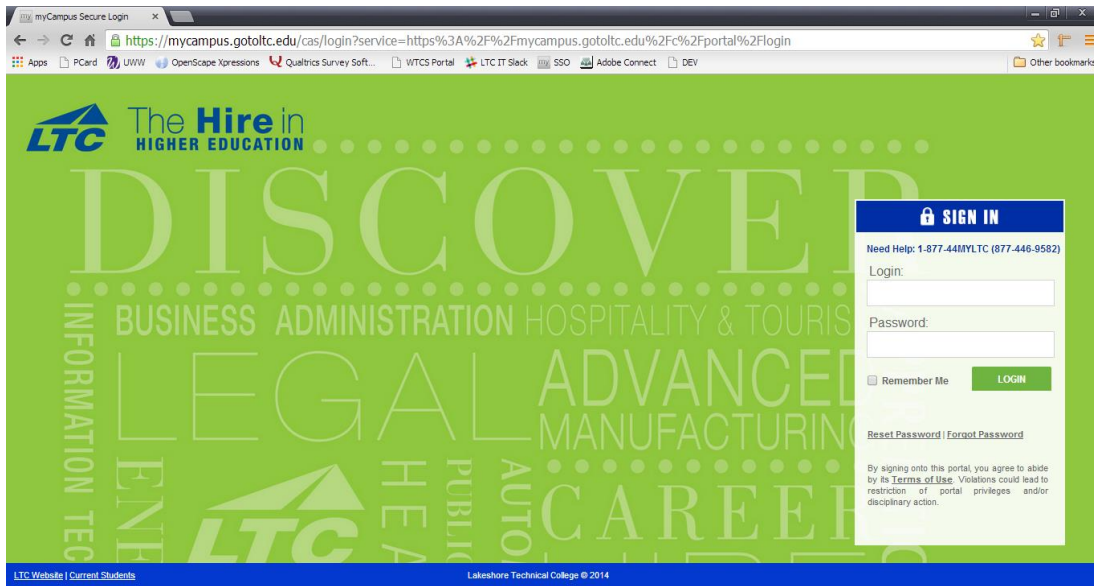 myCampus Secure Login
https://mycampus.gotoltc.edu/cas/login?service=https%3A%2F%2Fmycampus.gotoltc.edu%2Fc%2Fportal%2Flogin
Apps PCard UWW OpenScape Xpressions Qualtrics Survey Soft... WTCS Portal LTC IT Slack SSO Adobe Connect DEV Other bookmarks
LTC
The Hire in
HIGHER EDUCATION
DISCOVER
SIGN IN
Need Help: 1-877-44MYLTC (877-446-9582)
Login:
Password:
Remember Me LOGIN
Reset Password | Forgot Password
By signing onto this portal, you agree to abide
by its Terms of Use. Violations could lead to
restriction of portal privileges and/or
disciplinary action.
INFORMATION TEC
BUSINESS ADMINISTRATION HOSPITALITY & TOURIS
LEGAL
ADVANCED
MANUFACTURING
ENE
LTC
HEA
PUBLIC
AUTO
CAREER
LTC Website | Current Students
Lakeshore Technical College © 2014